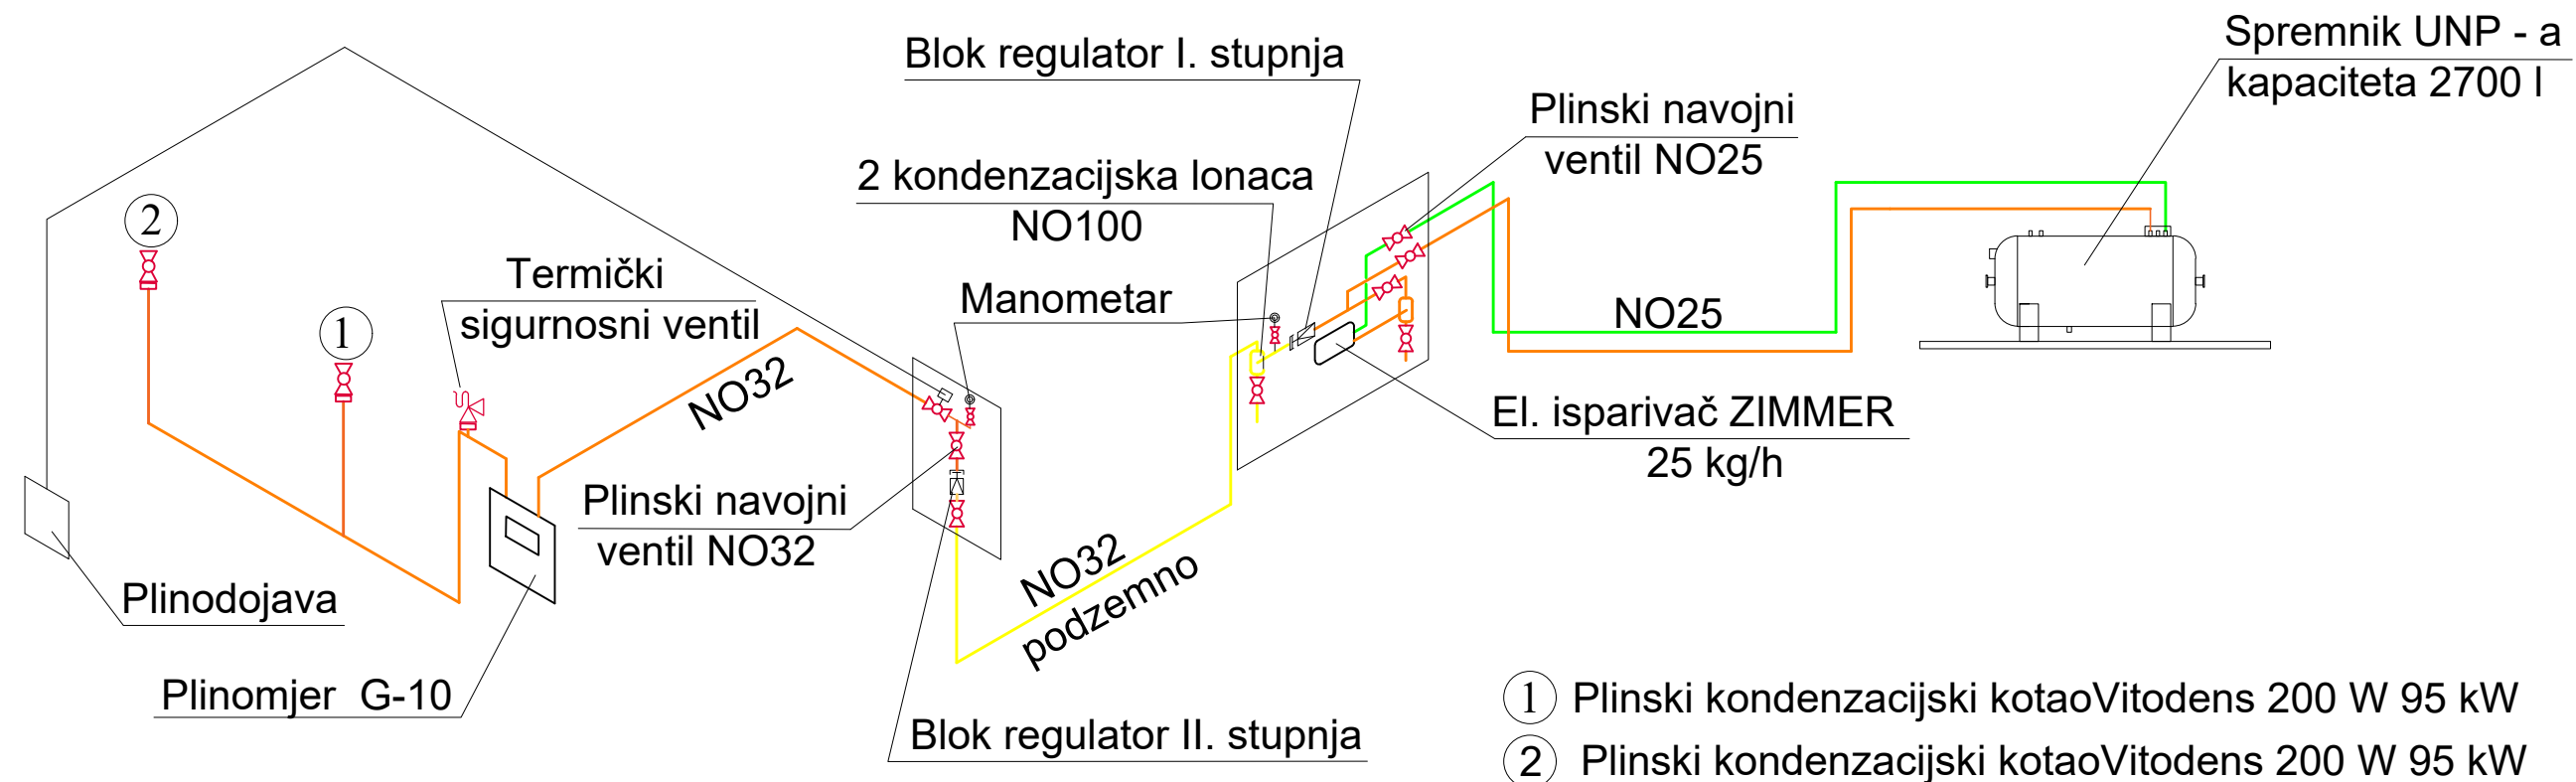 Spremnik UNP - a
kapaciteta 2700 l
Blok regulator I. stupnja
Plinski navojni
ventil NO25
2 kondenzacijska lonaca
NO100
2
Termički
sigurnosni ventil
Manometar
1
NO25
NO32
El. isparivač ZIMMER
25 kg/h
Plinski navojni
ventil NO32
NO32
podzemno
Plinodojava
Plinomjer G-10
Blok regulator II. stupnja
1 Plinski kondenzacijski kotaoVitodens 200 W 95 kW
2 Plinski kondenzacijski kotaoVitodens 200 W 95 kW